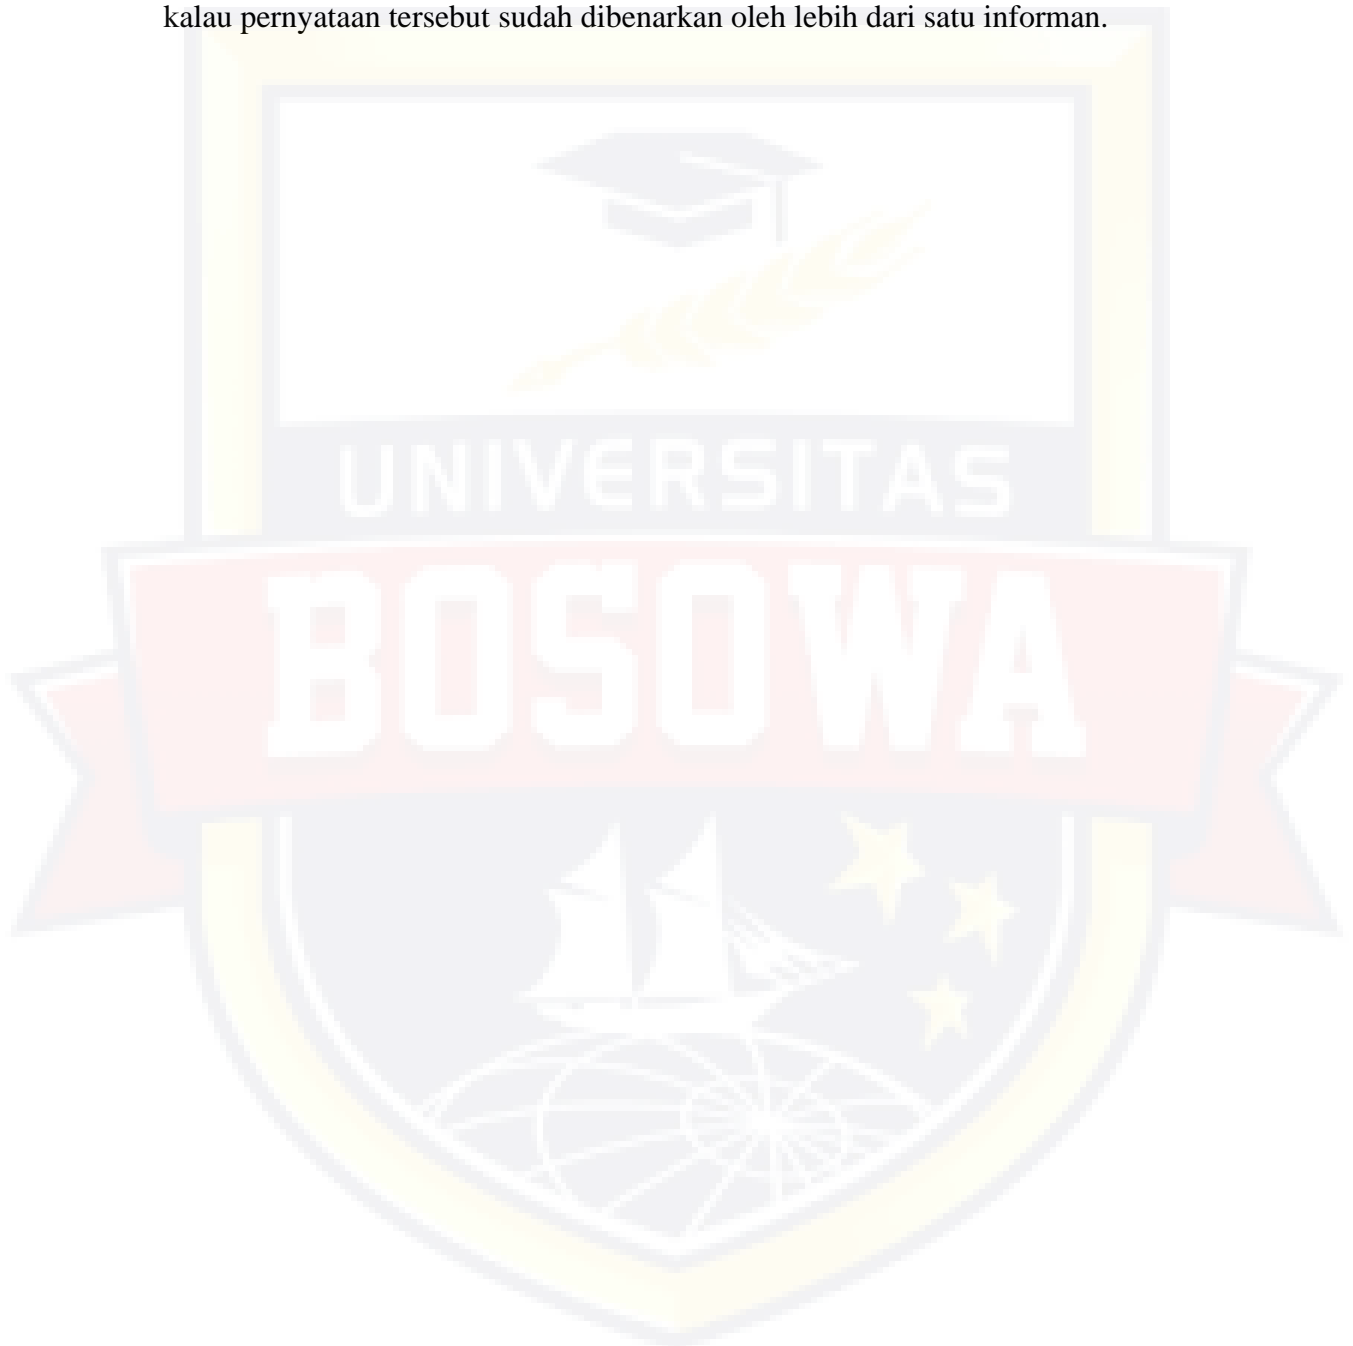 kalau pernyataan tersebut sudah dibenarkan oleh lebih dari satu informan.
UNIVERSITAS
BOSOWA